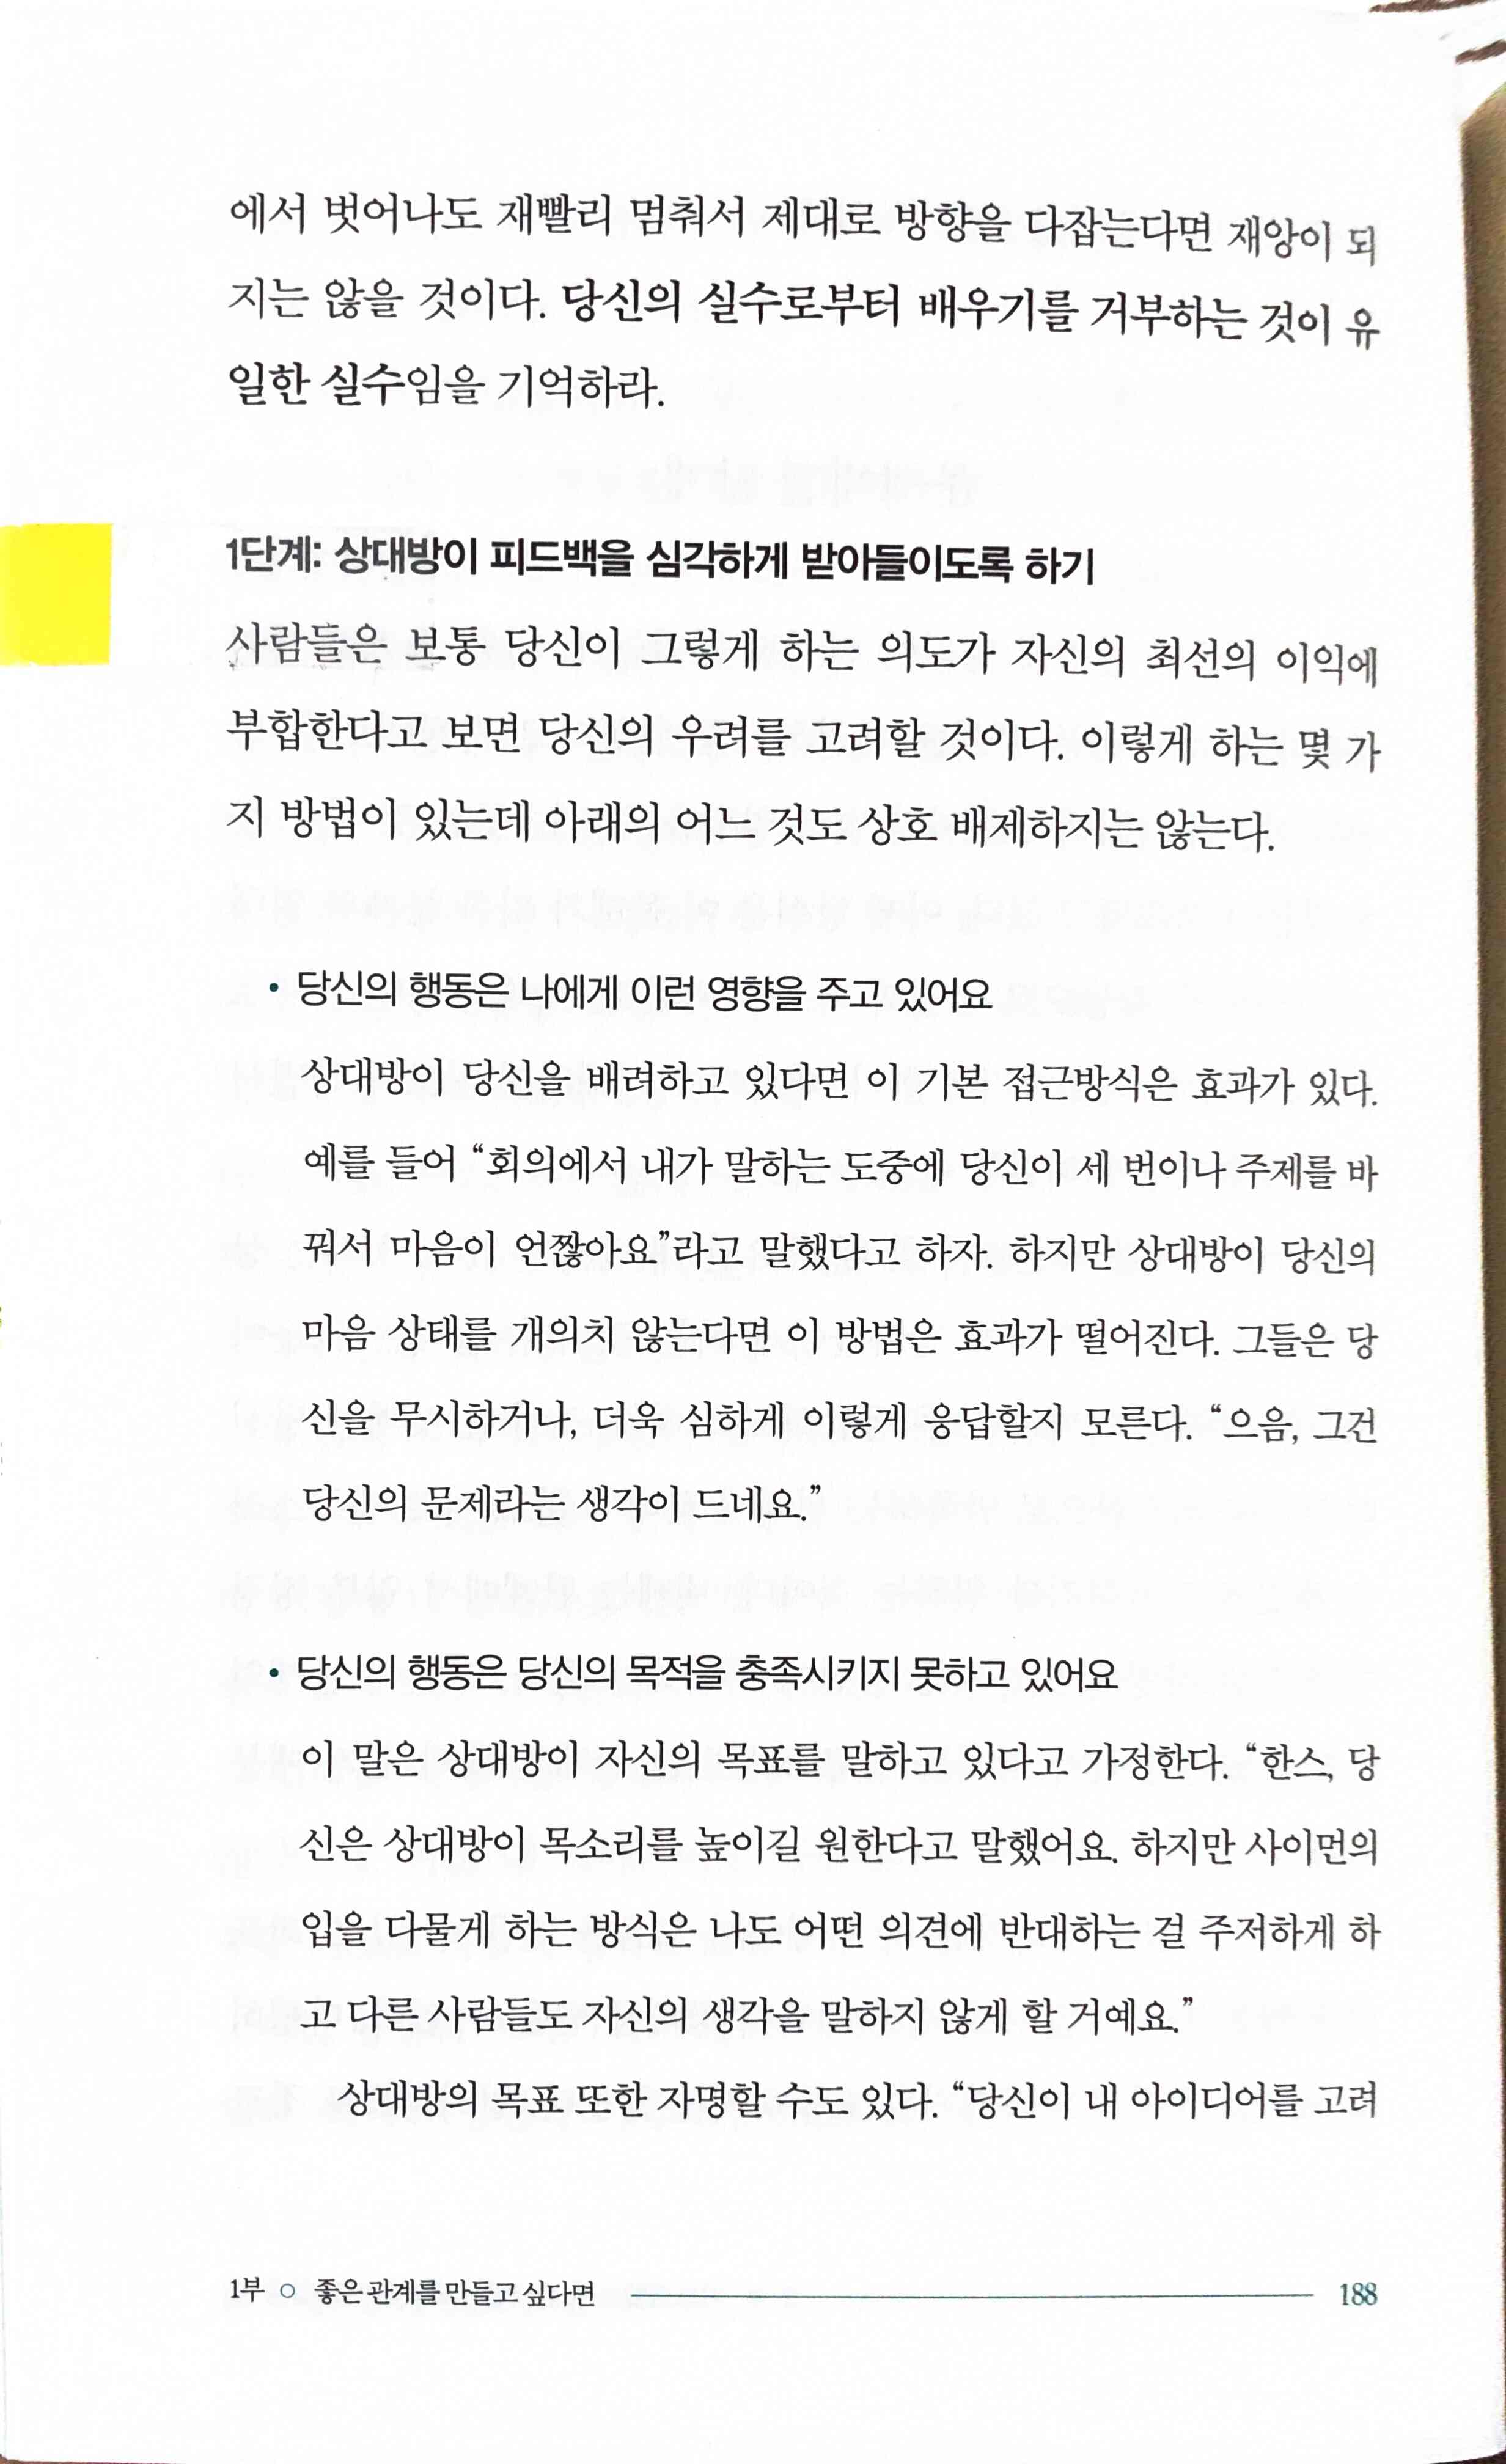 에서 벗어나도 재빨리 멈춰서 제대로 방향을 다잡는다면 재앙이 되
지는 않을 것이다. 당신의 실수로부터 배우기를 거부하는 것이 유
일한 실수임을 기억하라.
1단계: 상대방이 피드백을 심각하게 받아들이도록 하기
사람들은 보통 당신이 그렇게 하는 의도가 자신의 최선의 이익에
부합한다고 보면 당신의 우려를 고려할 것이다. 이렇게 하는 몇 가
지 방법이 있는데 아래의 어느 것도 상호 배제하지는 않는다.
• 당신의 행동은 나에게 이런 영향을 주고 있어요
상대방이 당신을 배려하고 있다면 이 기본 접근방식은 효과가 있다.
예를 들어 “회의에서 내가 말하는 도중에 당신이 세 번이나 주제를 바
꿔서 마음이 언짢아요”라고 말했다고 하자. 하지만 상대방이 당신의
마음 상태를 개의치 않는다면 이 방법은 효과가 떨어진다. 그들은 당
신을 무시하거나, 더욱 심하게 이렇게 응답할지 모른다. “으음, 그건
당신의 문제라는 생각이 드네요.”
• 당신의 행동은 당신의 목적을 충족시키지 못하고 있어요
이 말은 상대방이 자신의 목표를 말하고 있다고 가정한다. “한스, 당
신은 상대방이 목소리를 높이길 원한다고 말했어요. 하지만 사이먼의
입을 다물게 하는 방식은 나도 어떤 의견에 반대하는 걸 주저하게 하
고 다른 사람들도 자신의 생각을 말하지 않게 할 거예요.”
상대방의 목표 또한 자명할 수도 있다. “당신이 내 아이디어를 고려
1부 ○ 좋은 관계를 만들고 싶다면 188